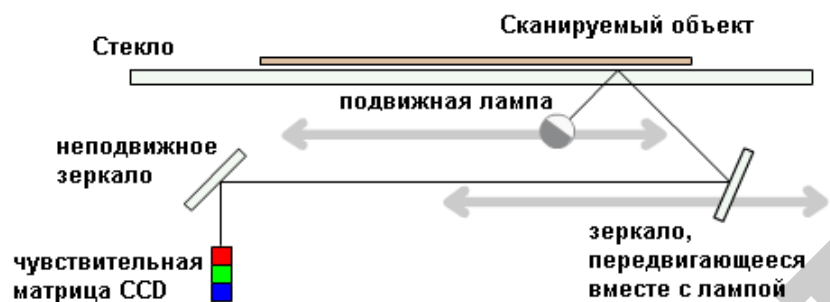 Сканируемый объект
Стекло
подвижная лампа
неподвижное
зеркало
зеркало,
передвигающееся
вместе с лампой
чувствительная
матрица CCD